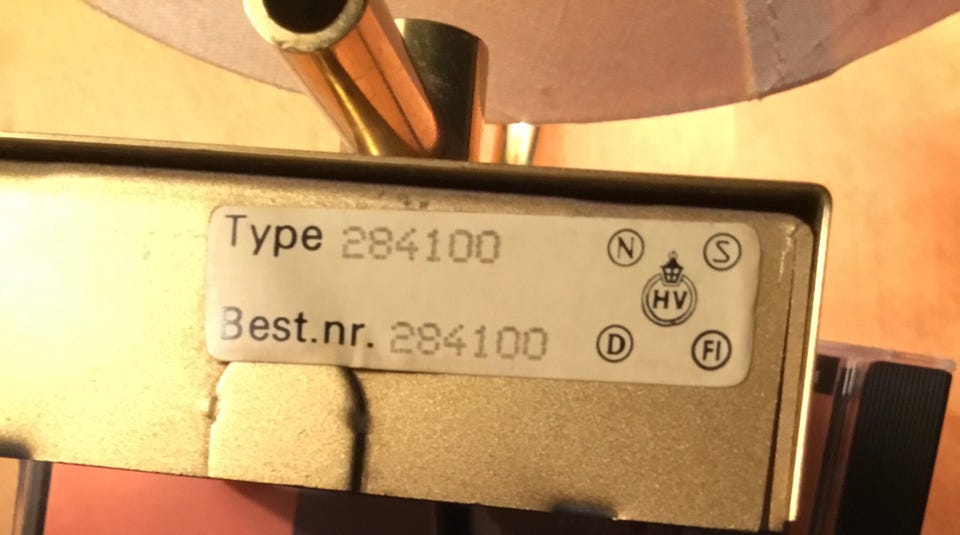 Type 284100
N S
HV
Best.nr. 284100
D FI